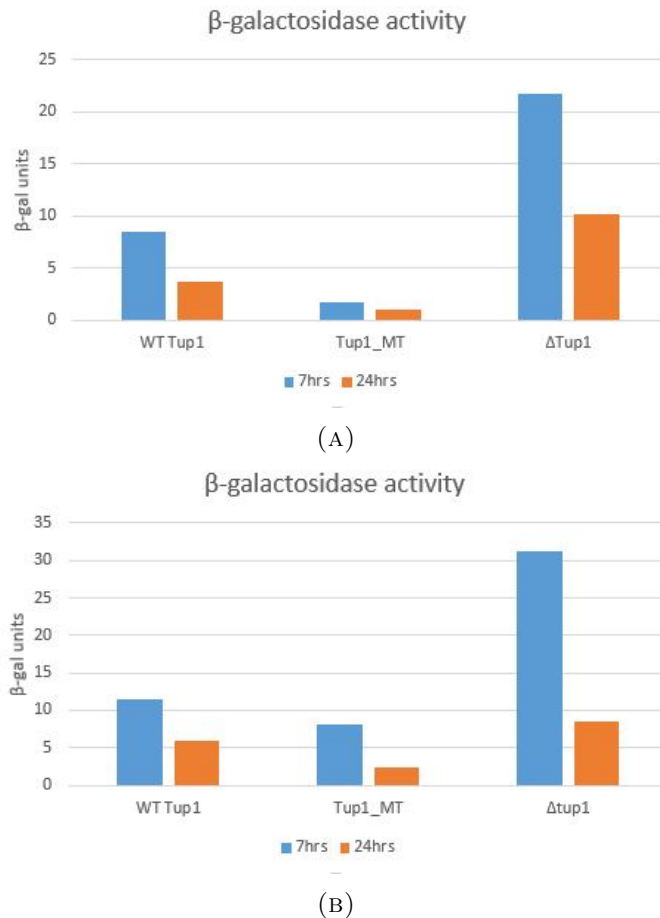 β-galactosidase activity
25
20
15
10
5
0
β-gal units
WT Tup1
Tup1_MT
ΔTup1
7hrs 24hrs
(A)
β-galactosidase activity
35
30
25
20
15
10
5
0
β-gal units
WT Tup1
Tup1_MT
Δtup1
7hrs 24hrs
(B)